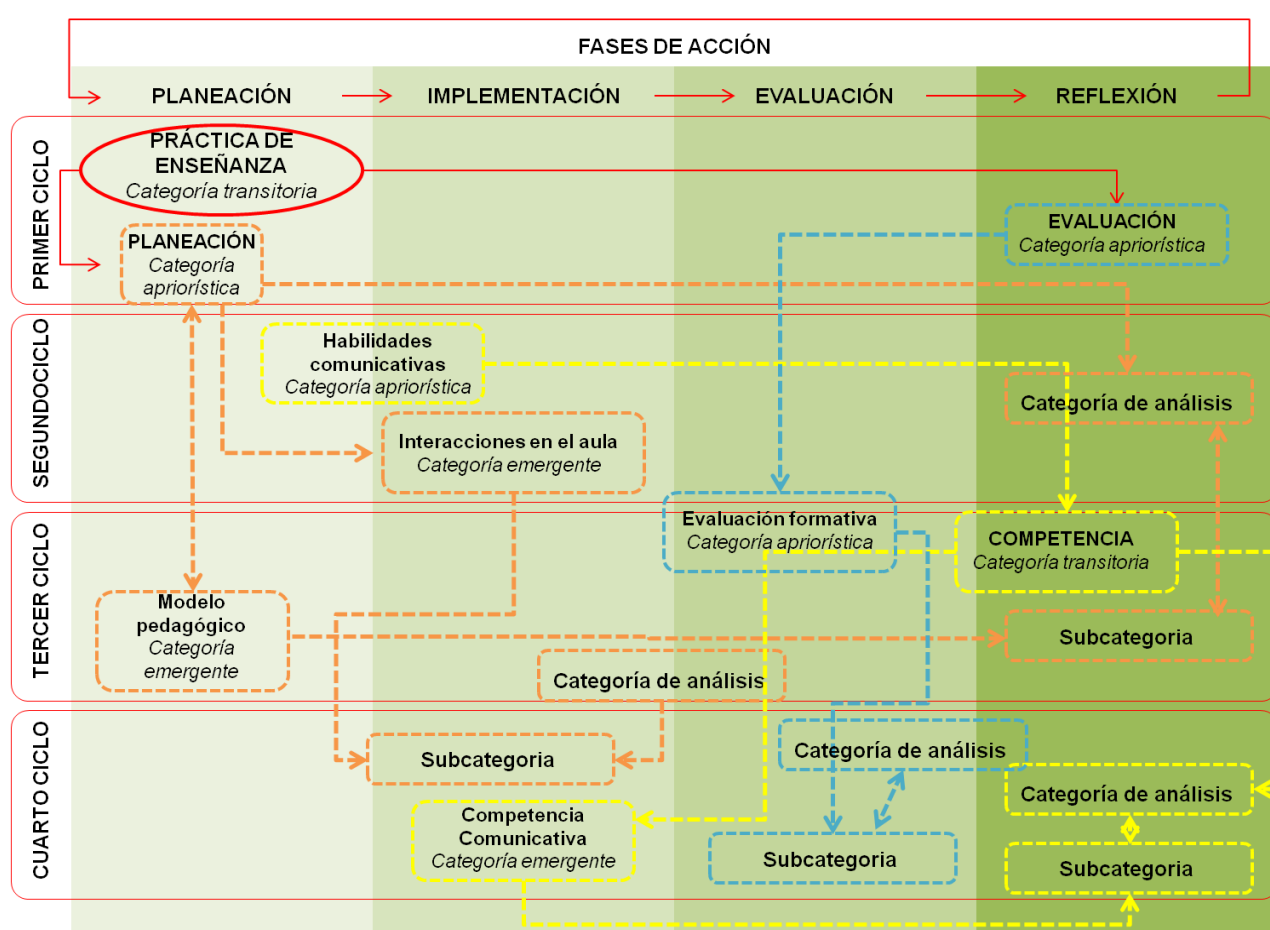 FASES DE ACCIÓN
PLANEACIÓN
IMPLEMENTACIÓN
EVALUACIÓN
REFLEXIÓN
PRIMER CICLO
PRÁCTICA DE
ENSEÑANZA
Categoría transitoria
PLANEACIÓN
Categoría
apriorística
EVALUACIÓN
Categoría apriorística
SEGUNDOCICLO
Habilidades
comunicativas
Categoría apriorística
Categoría de análisis
Interacciones en el aula
Categoría emergente
TERCER CICLO
Evaluación formativa
Categoría apriorística
COMPETENCIA
Categoría transitoria
Modelo
pedagógico
Categoría
emergente
Subcategoria
Categoría de análisis
CUARTO CICLO
Subcategoria
Categoría de análisis
Categoría de análisis
Competencia
Comunicativa
Categoría emergente
Subcategoria
Subcategoria